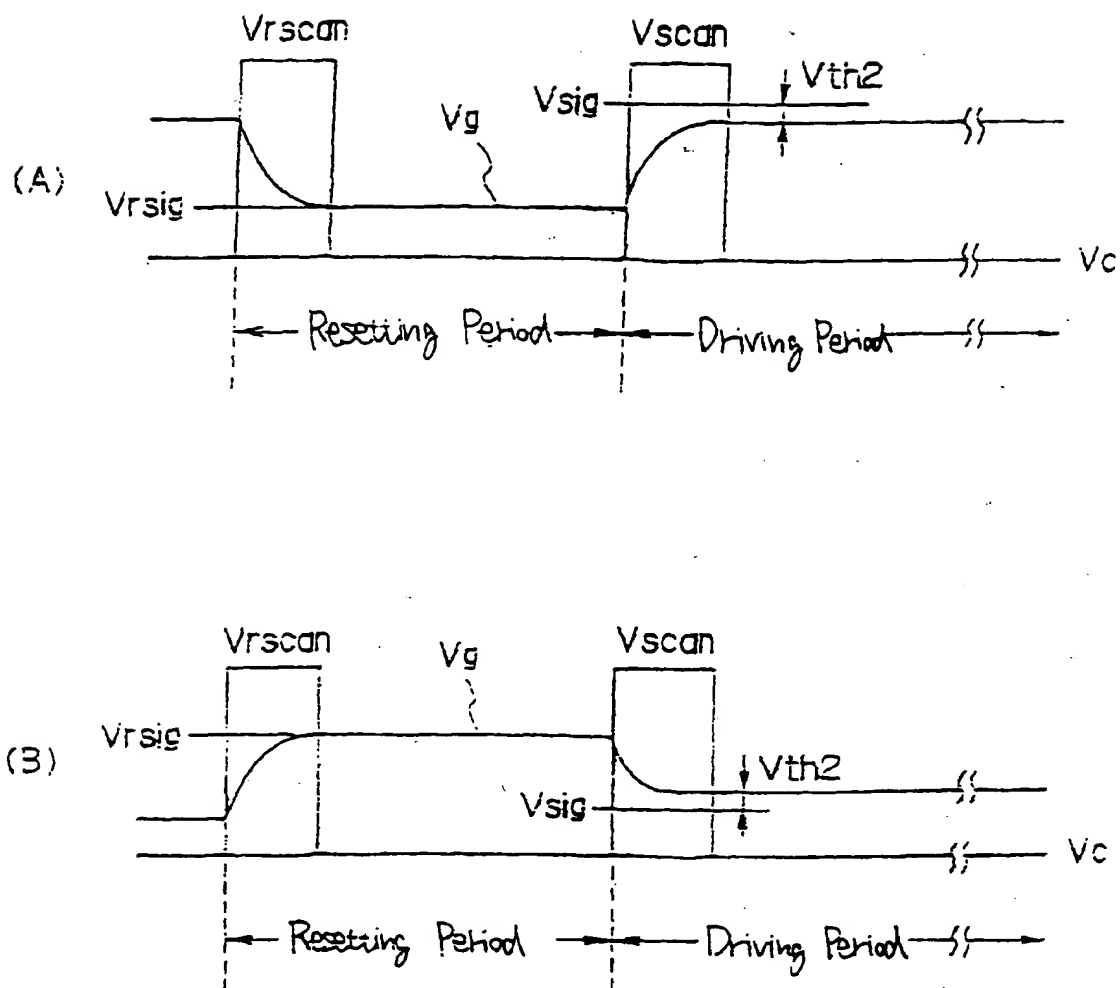 Vrscan Vscan
Vth2
Vsig
Vg
(A)
Vrsig
Vc
Resetting Period Driving Period
Vrscan Vscan
Vg
Vrsig
(B)
Vth2
Vsig
Vc
Resetting Period Driving Period